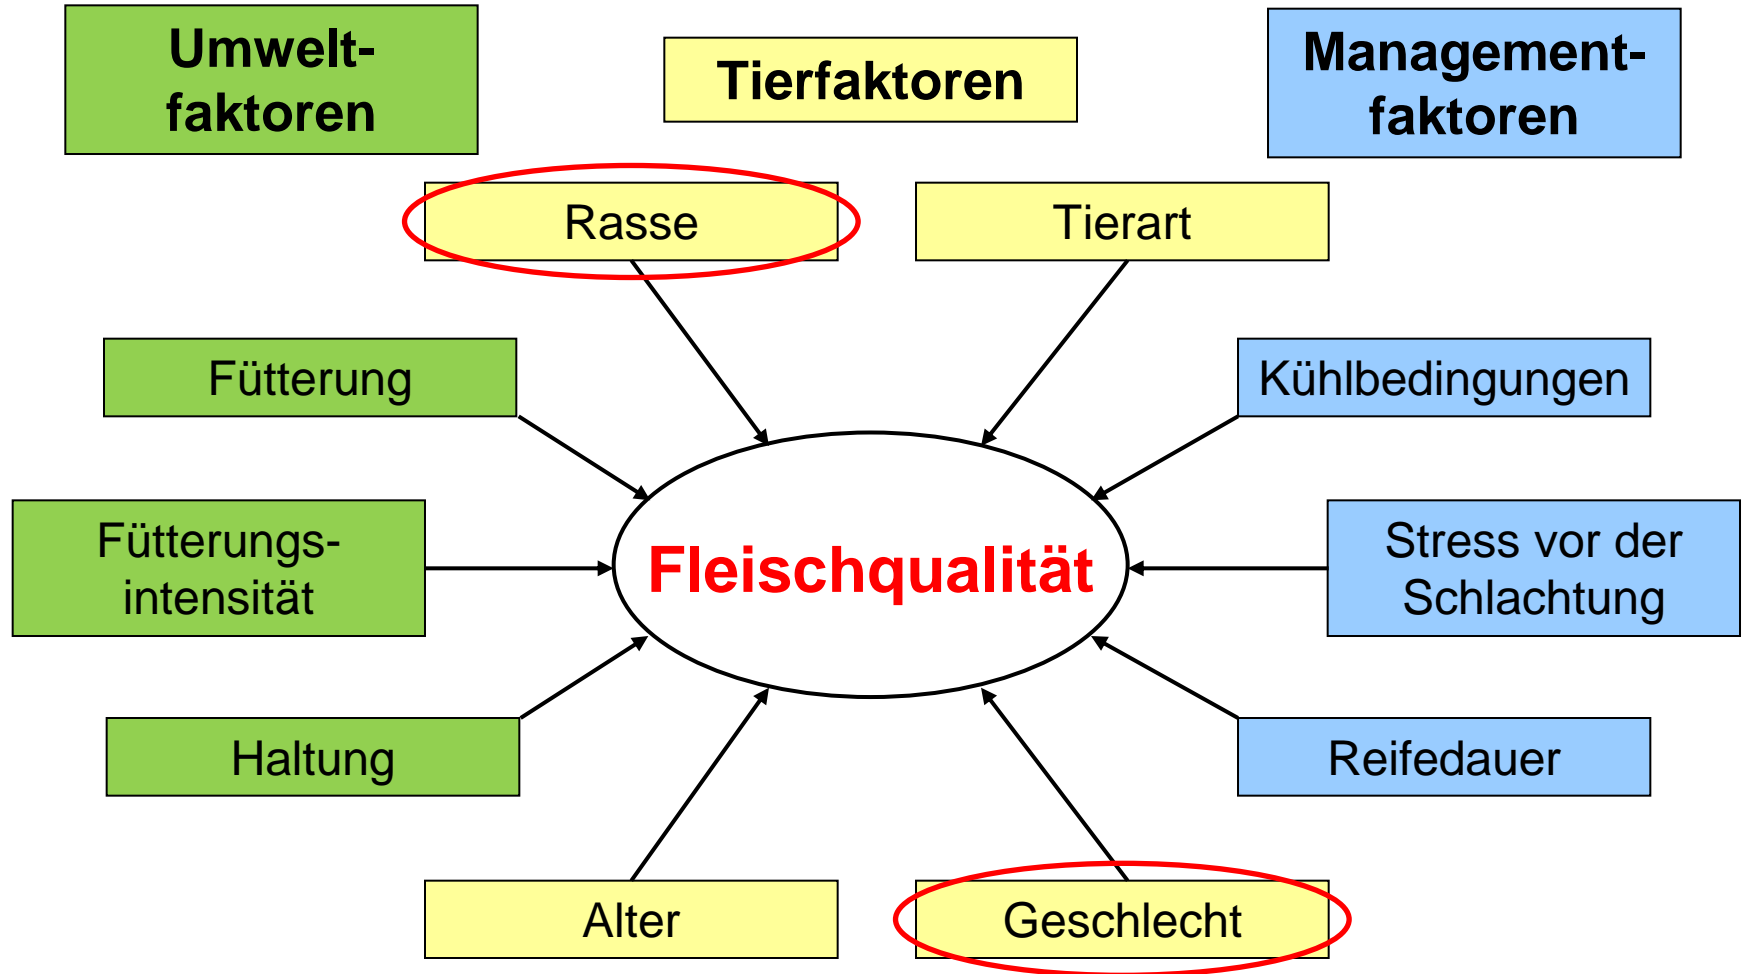 Umwelt-
faktoren
Tierfaktoren
Management-
faktoren
Rasse
Tierart
Fütterung
Kühlbedingungen
Fütterungs-
intensität
Fleischqualität
Stress vor der
Schlachtung
Haltung
Reifedauer
Alter
Geschlecht